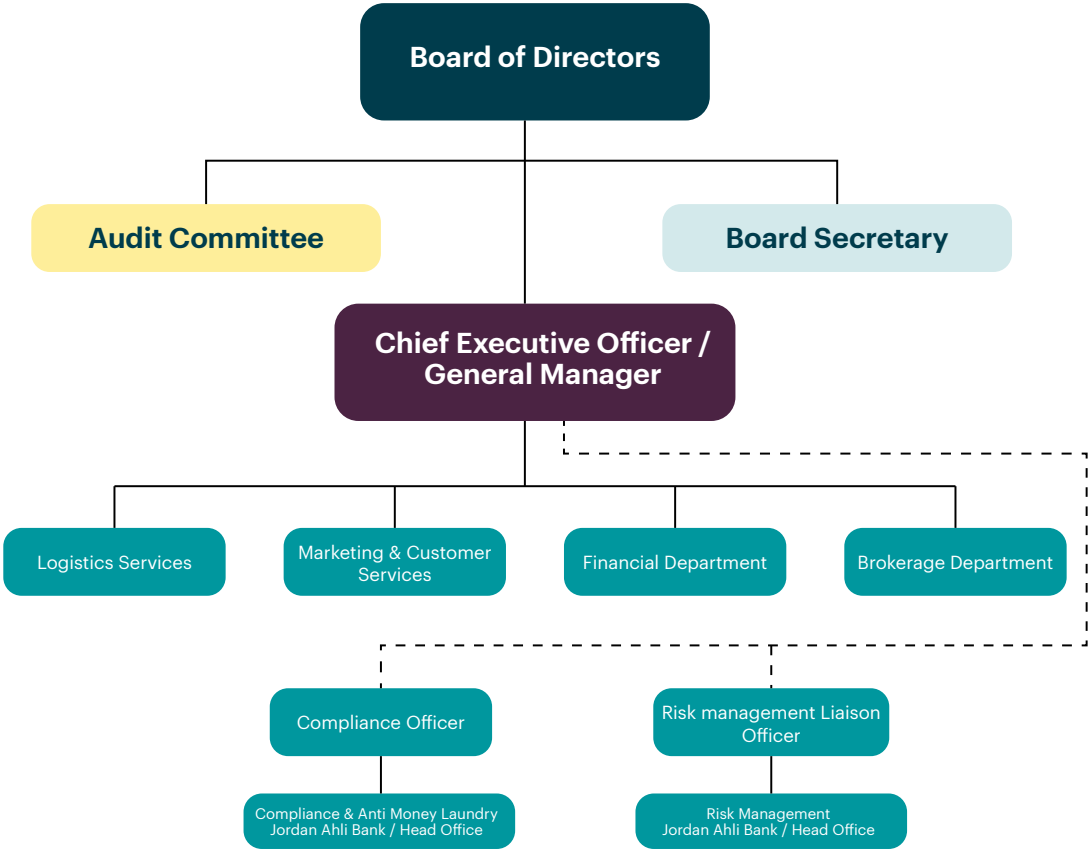 Board of Directors
Audit Committee
Board Secretary
Chief Executive Officer /
General Manager
Logistics Services
Marketing & Customer
Services
Financial Department
Brokerage Department
Compliance Officer
Risk management Liaison
Officer
Compliance & Anti Money Laundry
Jordan Ahli Bank / Head Office
Risk Management
Jordan Ahli Bank / Head Office